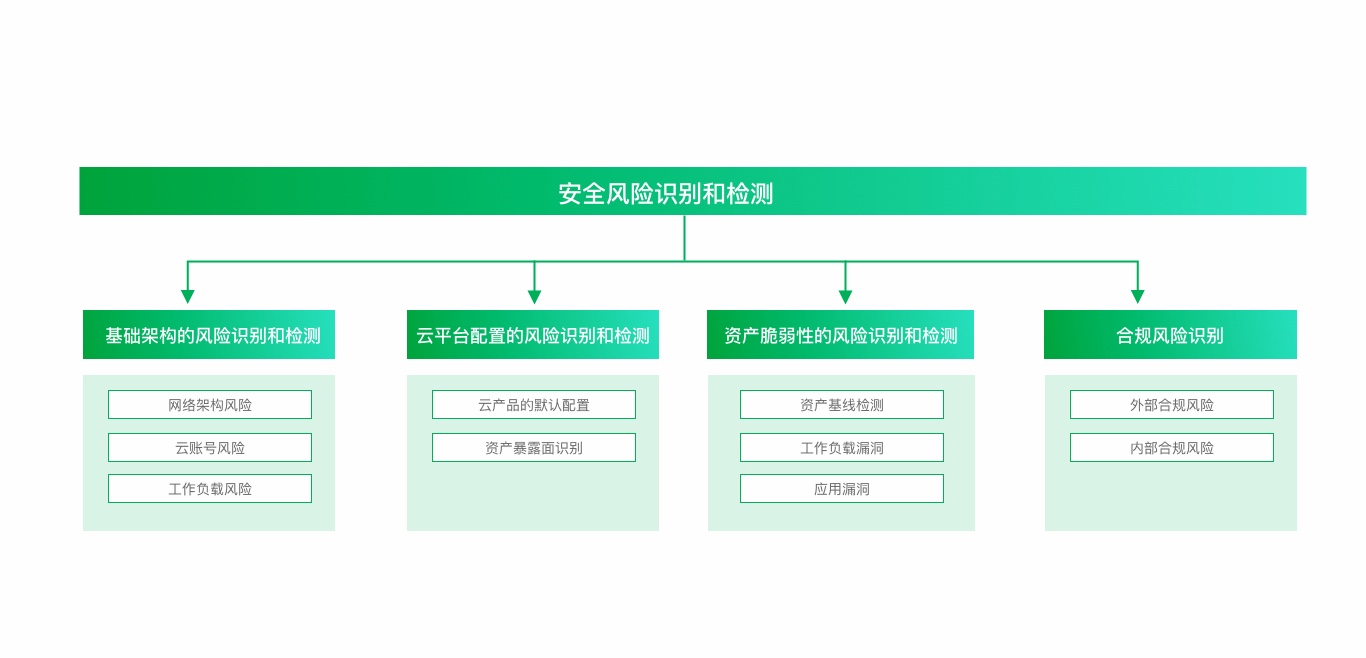 安全风险识别和检测
基础架构的风险识别和检测
网络架构风险
云账号风险
工作负载风险
云平台配置的风险识别和检测
云产品的默认配置
资产暴露面识别
资产脆弱性的风险识别和检测
资产基线检测
工作负载漏洞
应用漏洞
合规风险识别
外部合规风险
内部合规风险